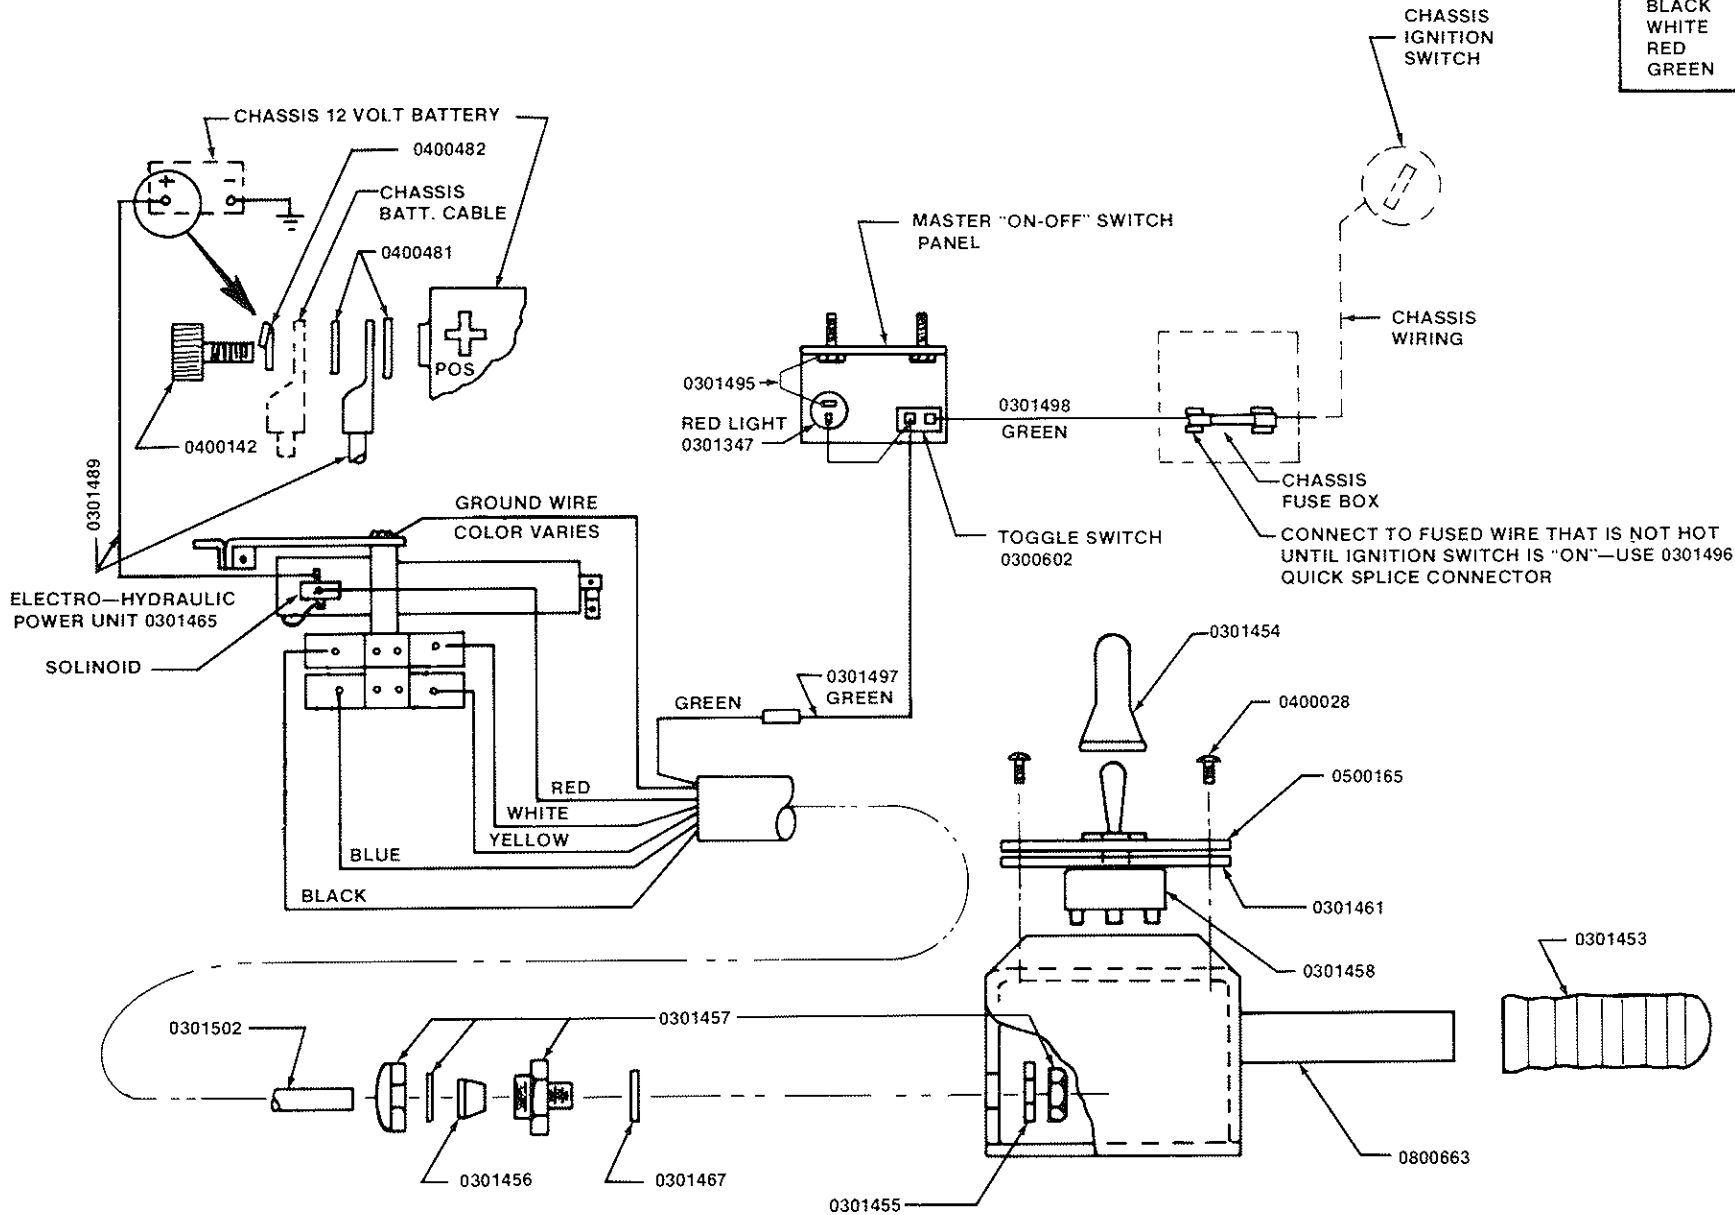 BLACK
WHITE
RED
GREEN
CHASSIS
IGNITION
SWITCH
CHASSIS 12 VOLT BATTERY
0400482
+
-
CHASSIS
BATT. CABLE
0400481
POS
0400142
0301489
MASTER "ON-OFF" SWITCH
PANEL
CHASSIS
WIRING
0301495
RED LIGHT
0301347
0301498
GREEN
CHASSIS
FUSE BOX
TOGGLE SWITCH
0300602
CONNECT TO FUSED WIRE THAT IS NOT HOT
UNTIL IGNITION SWITCH IS "ON"—USE 0301496
QUICK SPLICE CONNECTOR
GROUND WIRE
COLOR VARIES
ELECTRO—HYDRAULIC
POWER UNIT 0301465
SOLINOID
0301497
GREEN
GREEN
RED
WHITE
YELLOW
BLUE
BLACK
0301454
0400028
0500165
0301461
0301458
0301453
0301502
0301457
0301456
0301467
0301455
0800663